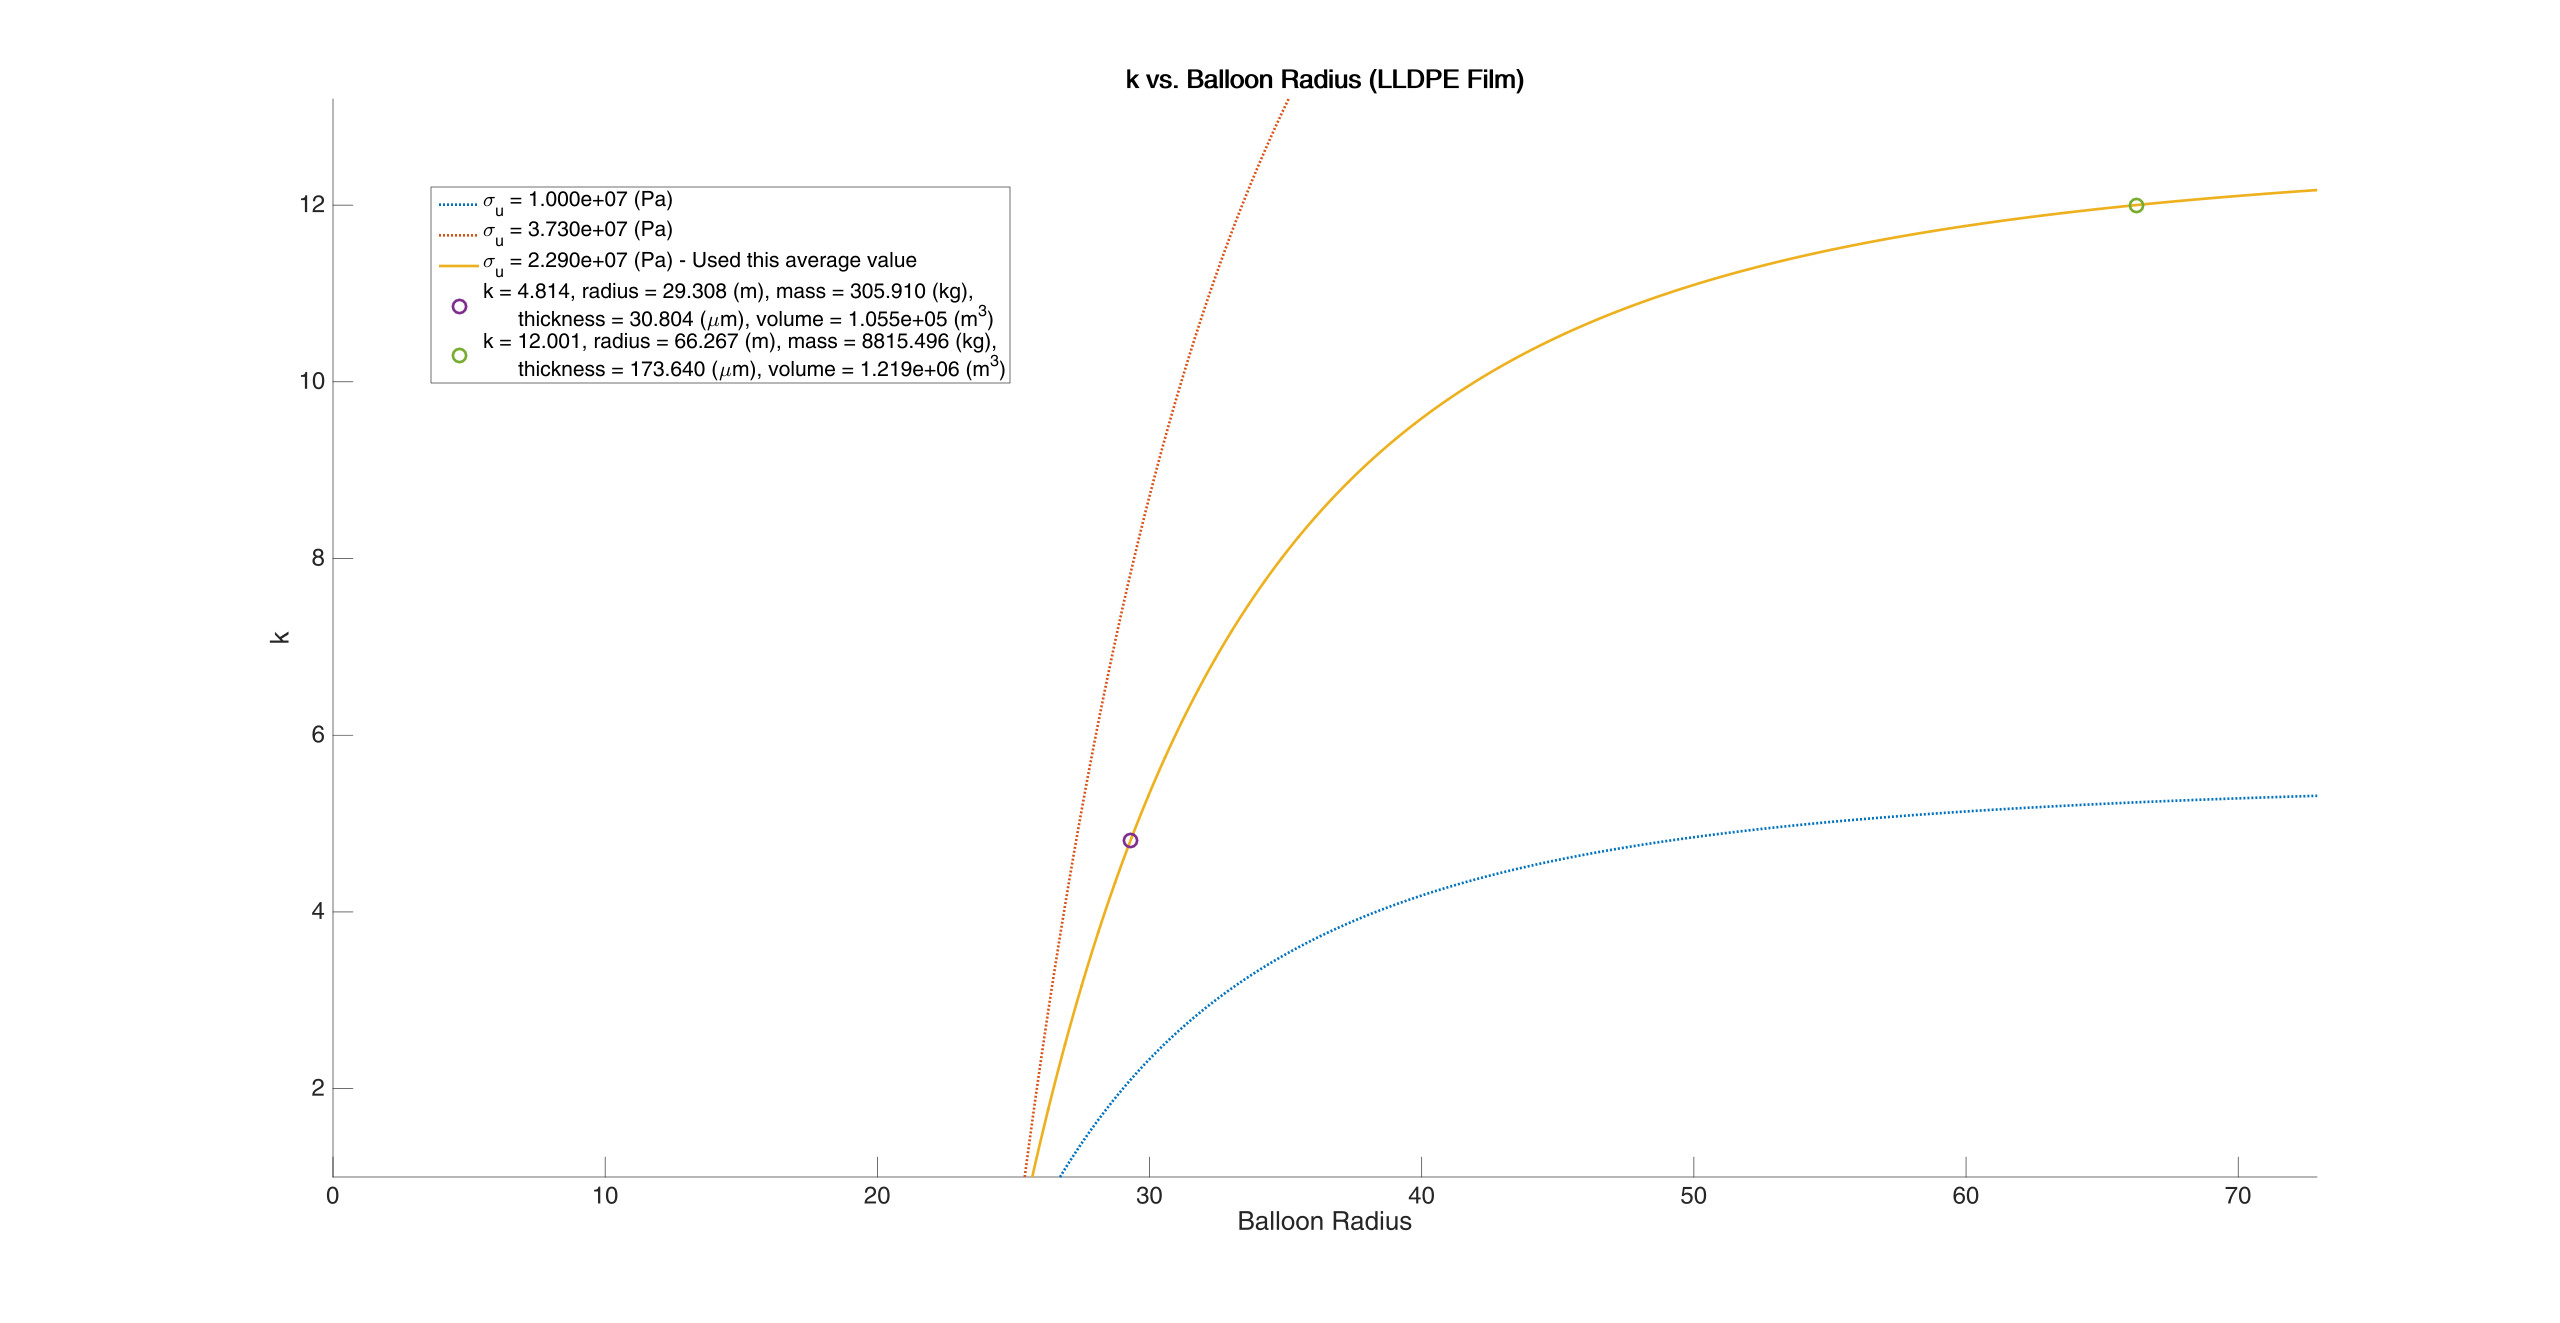 k vs. Balloon Radius (LLDPE Film)
σu = 1.000e+07 (Pa)
σu = 3.730e+07 (Pa)
σu = 2.290e+07 (Pa) - Used this average value
k = 4.814, radius = 29.308 (m), mass = 305.910 (kg),
thickness = 30.804 (μm), volume = 1.055e+05 (m3)
k = 12.001, radius = 66.267 (m), mass = 8815.496 (kg),
thickness = 173.640 (μm), volume = 1.219e+06 (m3)
12
10
8
6
4
2
k
0 10 20 30 40 50 60 70
Balloon Radius